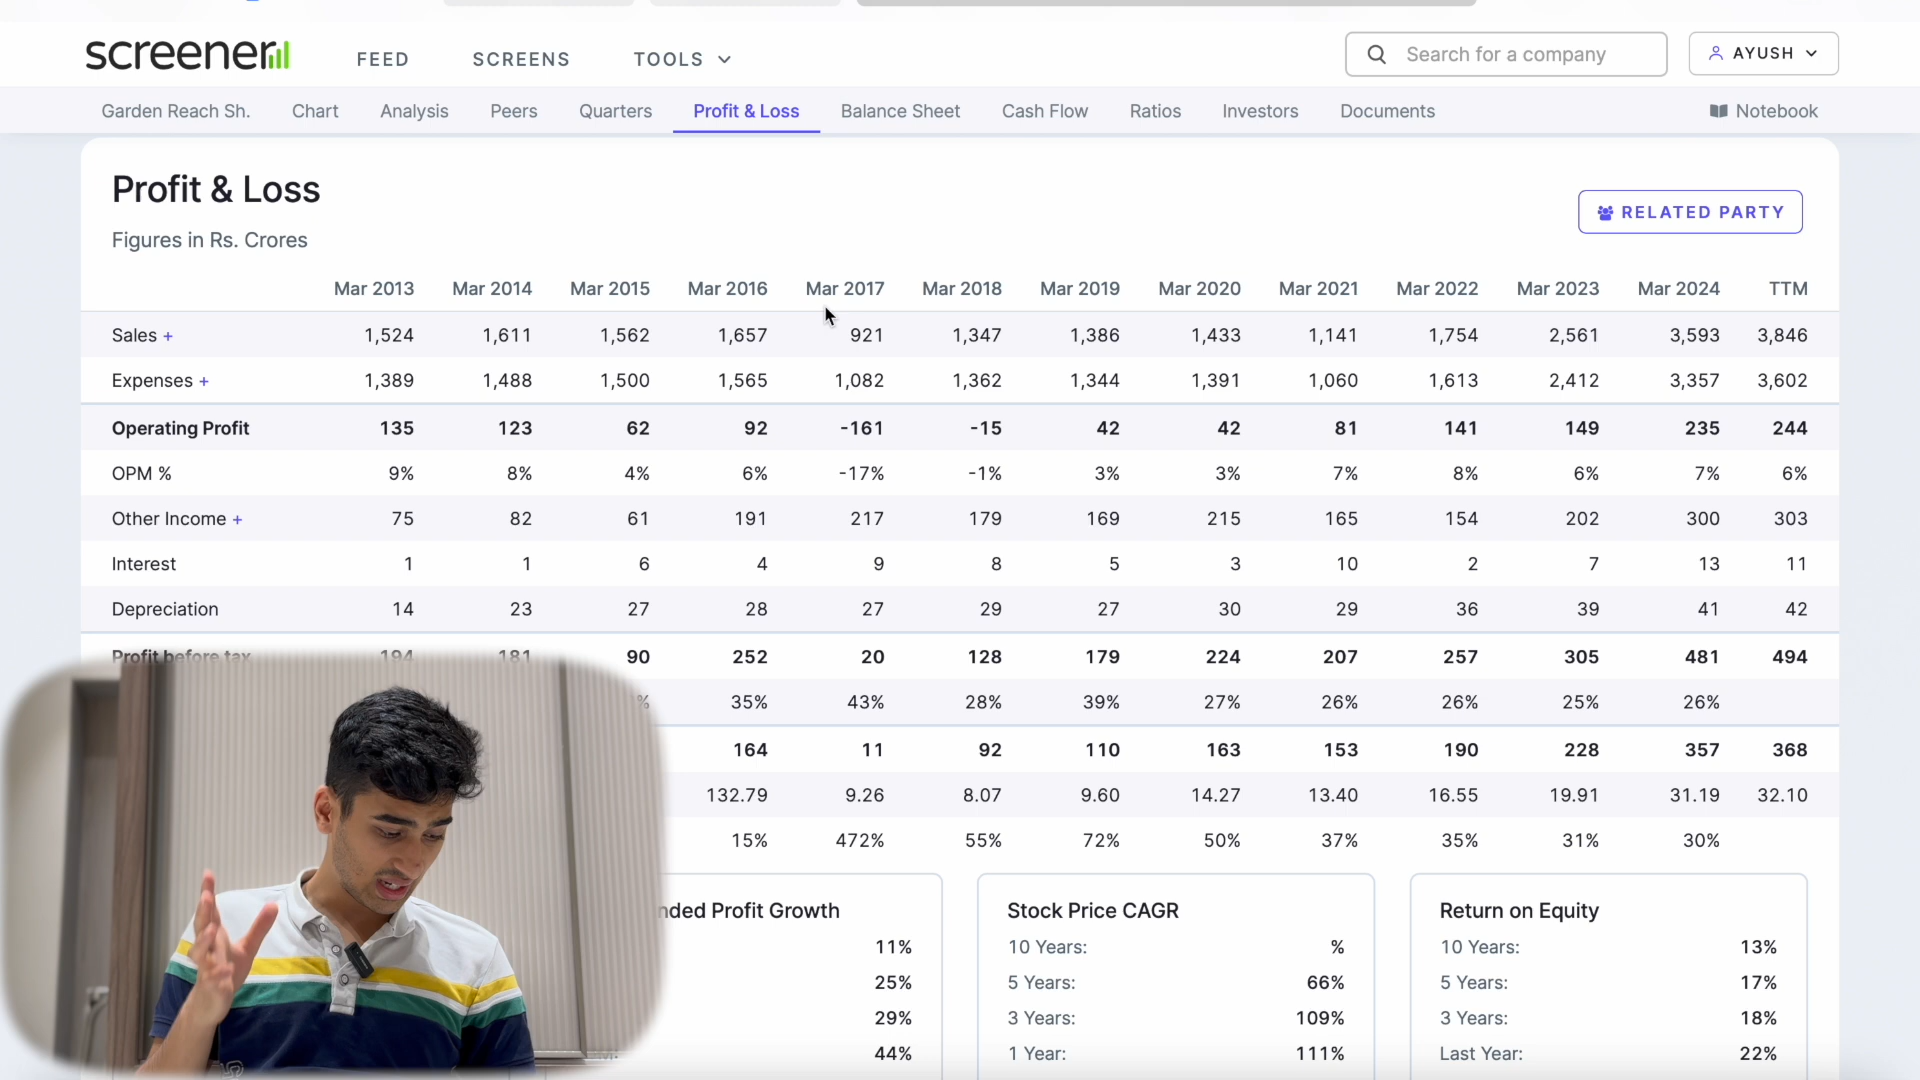 screener
FEED SCREENS TOOLS
Search for a company
AYUSH
Garden Reach Sh. Chart Analysis Peers Quarters Profit & Loss Balance Sheet Cash Flow Ratios Investors Documents Notebook
Profit & Loss
RELATED PARTY
Figures in Rs. Crores
Mar 2013 Mar 2014 Mar 2015 Mar 2016 Mar 2017 Mar 2018 Mar 2019 Mar 2020 Mar 2021 Mar 2022 Mar 2023 Mar 2024 TTM
Sales + 1,524 1,611 1,562 1,657 921 1,347 1,386 1,433 1,141 1,754 2,561 3,593 3,846
Expenses + 1,389 1,488 1,500 1,565 1,082 1,362 1,344 1,391 1,060 1,613 2,412 3,357 3,602
Operating Profit 135 123 62 92 -161 -15 42 42 81 141 149 235 244
OPM % 9% 8% 4% 6% -17% -1% 3% 3% 7% 8% 6% 7% 6%
Other Income + 75 82 61 191 217 179 169 215 165 154 202 300 303
Interest 1 1 6 4 9 8 5 3 10 2 7 13 11
Depreciation 14 23 27 28 27 29 27 30 29 36 39 41 42
Profit before tax 194 181 90 252 20 128 179 224 207 257 305 481 494
% 35% 43% 28% 39% 27% 26% 26% 25% 26%
164 11 92 110 163 153 190 228 357 368
132.79 9.26 8.07 9.60 14.27 13.40 16.55 19.91 31.19 32.10
15% 472% 55% 72% 50% 37% 35% 31% 30%
nded Profit Growth
11%
25%
29%
44%
Stock Price CAGR
10 Years: %
5 Years: 66%
3 Years: 109%
1 Year: 111%
Return on Equity
10 Years: 13%
5 Years: 17%
3 Years: 18%
Last Year: 22%